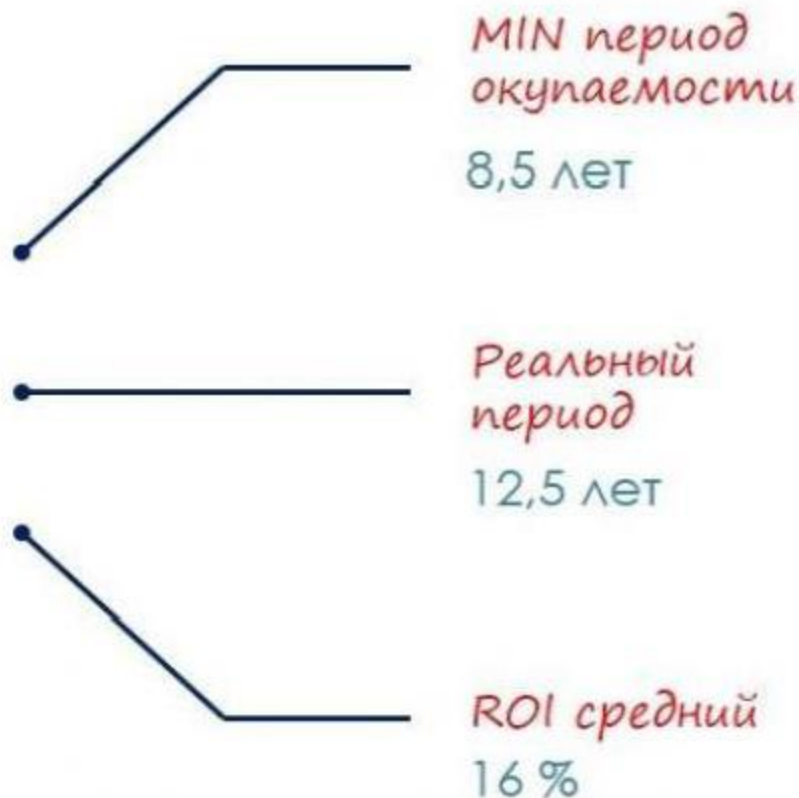 MIN период
окупаемости
8,5 лет
Реальный
период
12,5 лет
ROI средний
16 %